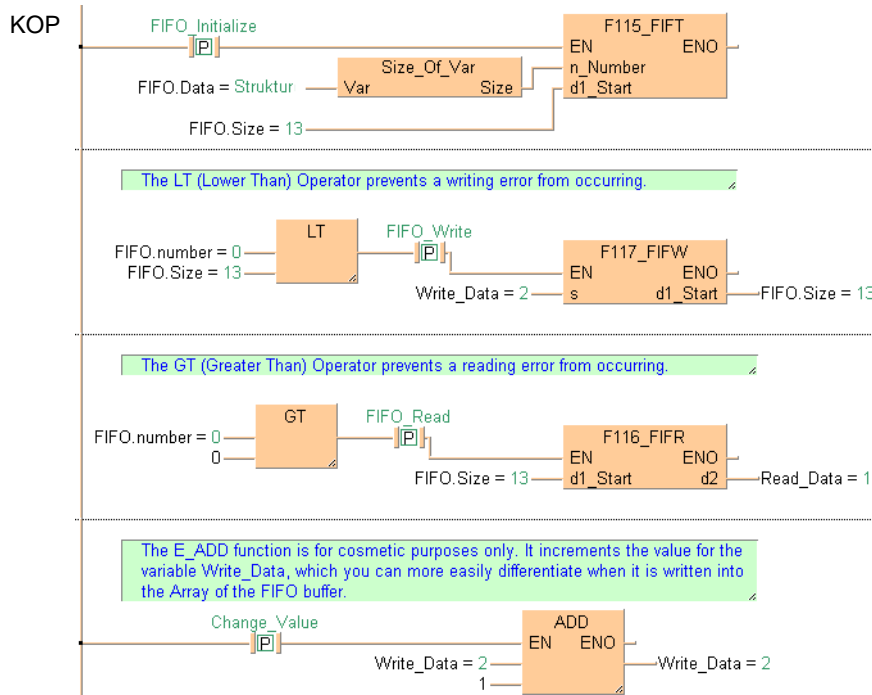 KOP
FIFO_Initialize
P
F115_FIFT
EN ENO
n_Number
d1_Start
Size_Of_Var
Var Size
FIFO.Data = Struktur
FIFO.Size = 13
The LT (Lower Than) Operator prevents a writing error from occurring.
LT
FIFO_Write
P
FIFO.number = 0
FIFO.Size = 13
F117_FIFW
EN ENO
Write_Data = 2
s d1_Start
FIFO.Size = 13
The GT (Greater Than) Operator prevents a reading error from occurring.
GT
FIFO_Read
P
FIFO.number = 0
0
F116_FIFR
EN ENO
FIFO.Size = 13
d1_Start d2
Read_Data = 1
The E_ADD function is for cosmetic purposes only. It increments the value for the
variable Write_Data, which you can more easily differentiate when it is written into
the Array of the FIFO buffer.
Change_Value
P
ADD
EN ENO
Write_Data = 2
Write_Data = 2
1